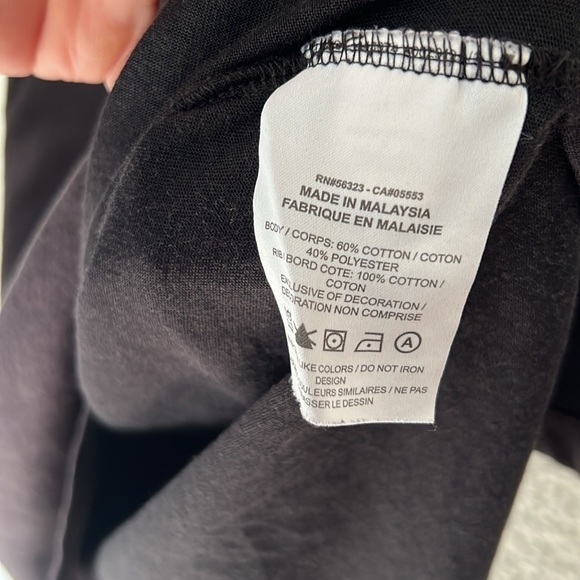 RN#56323 - CA#05553
MADE IN MALAYSIA
FABRIQUE EN MALAISIE
BODY / CORPS: 60% COTTON / COTON
40% POLYESTER
RIB / BORD COTE: 100% COTTON /
COTON
EXCLUSIVE OF DECORATION /
DECORATION NON COMPRISE
A
LIKE COLORS / DO NOT IRON
DESIGN
SIMILAIRES / NE PAS
LE DESSIN